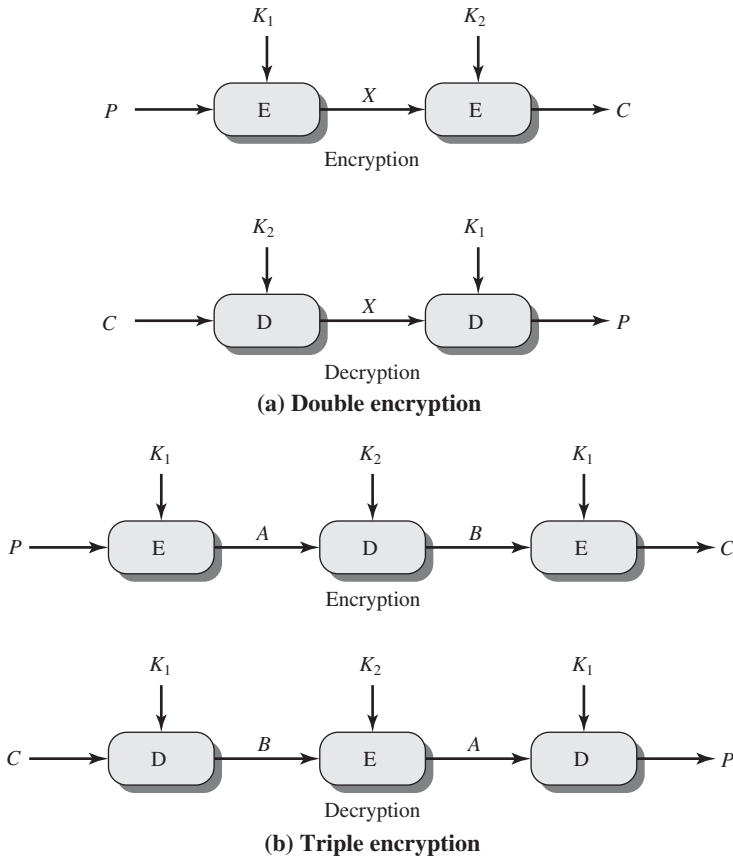 K₁ K₂
P E X E C
Encryption
K₂ K₁
C D X D P
Decryption
(a) Double encryption
K₁ K₂ K₁
P E A D B E C
Encryption
K₁ K₂ K₁
C D B E A D P
Decryption
(b) Triple encryption